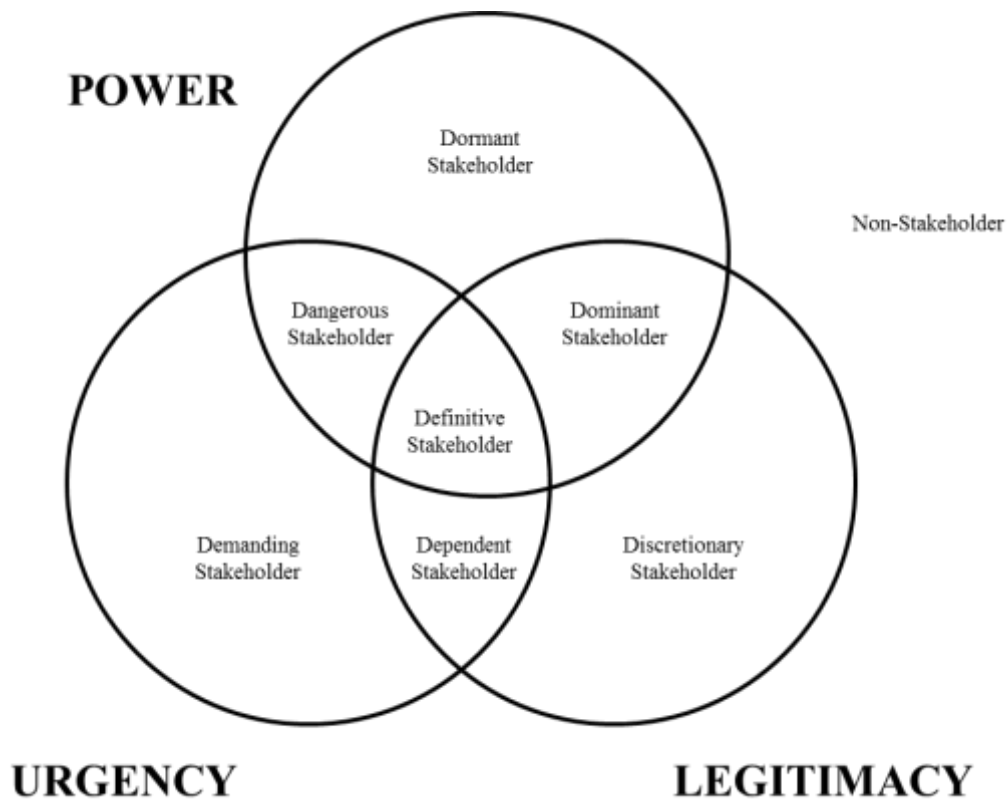 POWER
Dormant
Stakeholder
Non-Stakeholder
Dangerous
Stakeholder
Dominant
Stakeholder
Definitive
Stakeholder
Demanding
Stakeholder
Dependent
Stakeholder
Discretionary
Stakeholder
URGENCY
LEGITIMACY